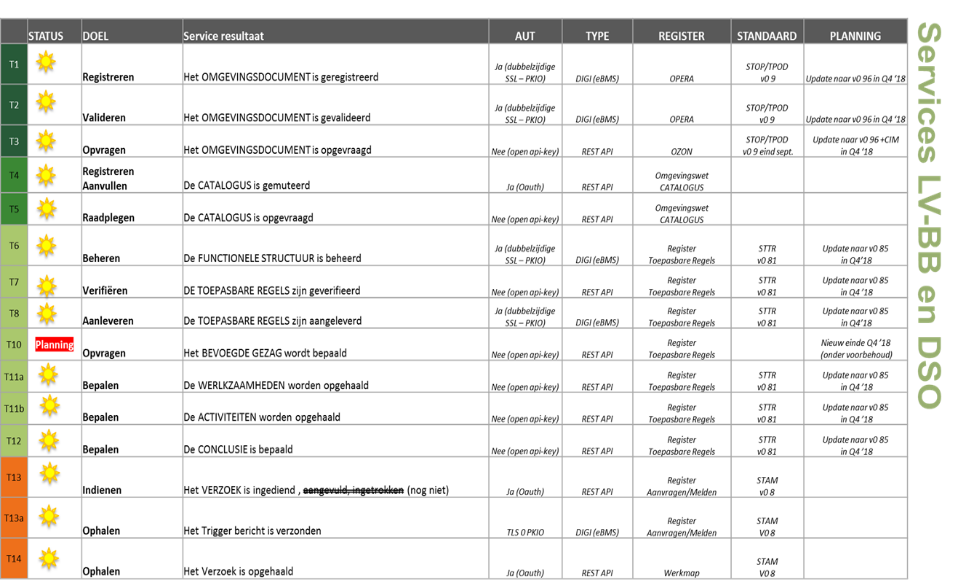 STATUS DOEL Service resultaat AUT TYPE REGISTER STANDAARD PLANNING
T1 Registreren Het OMGEVINGSDOCUMENT is geregistreerd Ja (dubbelzijdige SSL – PKIO) DIGI (eBMS) OPERA STOP/TPOD v0 9 Update naar v0 96 in Q4 '18
T2 Valideren Het OMGEVINGSDOCUMENT is gevalideerd Ja (dubbelzijdige SSL – PKIO) DIGI (eBMS) OPERA STOP/TPOD v0 9 Update naar v0 96 in Q4 '18
T3 Opvragen Het OMGEVINGSDOCUMENT is opgevraagd Nee (open api-key) REST API OZON STOP/TPOD v0 9 eind sept. Update naar v0 96 +CIM in Q4 '18
T4 Registreren Aanvullen De CATALOGUS is gemuteerd Ja (Oauth) REST API Omgevingswet CATALOGUS
T5 Raadplegen De CATALOGUS is opgevraagd Nee (open api-key) REST API Omgevingswet CATALOGUS
T6 Beheren De FUNCTIONELE STRUCTUUR is beheerd Ja (dubbelzijdige SSL – PKIO) DIGI (eBMS) Register Toepasbare Regels STTR v0 81 Update naar v0 85 in Q4 '18
T7 Verifiëren DE TOEPASBARE REGELS zijn geverifieerd Nee (open api-key) REST API Register Toepasbare Regels STTR v0 81 Update naar v0 85 in Q4 '18
T8 Aanleveren De TOEPASBARE REGELS zijn aangeleverd Ja (dubbelzijdige SSL – PKIO) DIGI (eBMS) Register Toepasbare Regels STTR v0 81 Update naar v0 85 in Q4'18
T10 Planning Opvragen Het BEVOEGDE GEZAG wordt bepaald Nee (open api-key) REST API Register Toepasbare Regels Nieuw einde Q4 '18 (onder voorbehoud)
T11a Bepalen De WERLKZAAMHEDEN worden opgehaald Nee (open api-key) REST API Register Toepasbare Regels STTR v0 81 Update naar v0 85 in Q4 '18
T11b Bepalen De ACTIVITEITEN worden opgehaald Nee (open api-key) REST API Register Toepasbare Regels STTR v0 81 Update naar v0 85 in Q4 '18
T12 Bepalen De CONCLUSIE is bepaald Nee (open api-key) REST API Register Toepasbare Regels STTR v0 81 Update naar v0 85 in Q4 '18
T13 Indienen Het VERZOEK is ingediend , aangevuld, ingetrokken (nog niet) Ja (Oauth) REST API Register Aanvragen/Melden STAM v0 8
T13a Ophalen Het Trigger bericht is verzonden TLS 0 PKIO DIGI (eBMS) Register Aanvragen/Melden STAM V0 8
T14 Ophalen Het Verzoek is opgehaald Ja (Oauth) REST API Werkmap STAM V0 8
Services LV-BB en DSO